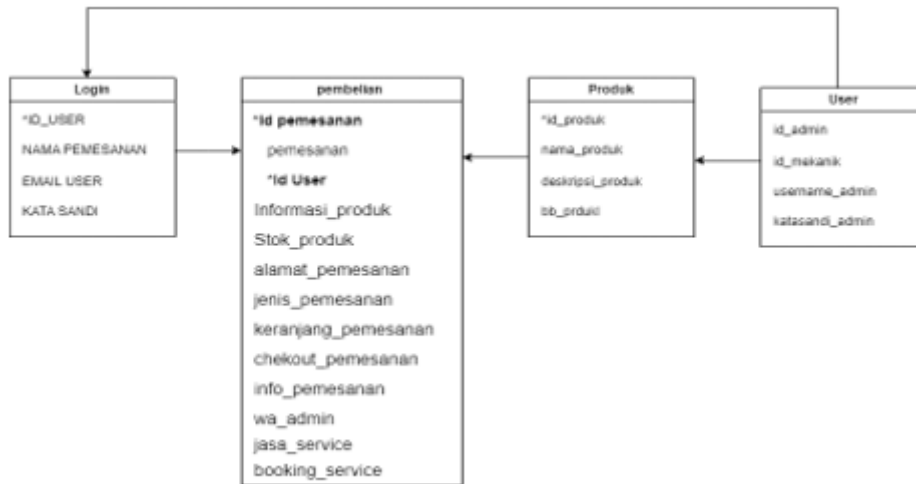 Login
*ID_USER
NAMA PEMESANAN
EMAIL USER
KATA SANDI
pembelian
*Id pemesanan
pemesanan
*Id User
Informasi_produk
Stok_produk
alamat_pemesanan
jenis_pemesanan
keranjang_pemesanan
chekout_pemesanan
info_pemesanan
wa_admin
jasa_service
booking_service
Produk
*id_produk
nama_produk
deskripsi_produk
User
id_admin
id_mekanik
username_admin
katasandi_admin